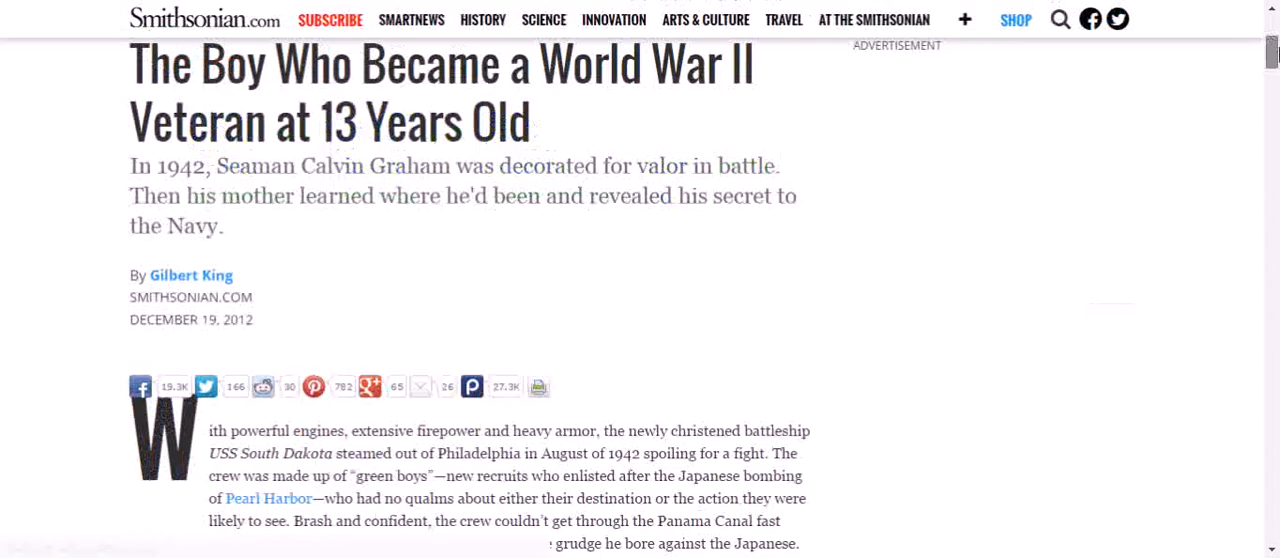 Smithsonian.com SUBSCRIBE SMARTNEWS HISTORY SCIENCE INNOVATION ARTS & CULTURE TRAVEL AT THE SMITHSONIAN + SHOP
ADVERTISEMENT
The Boy Who Became a World War II
Veteran at 13 Years Old
In 1942, Seaman Calvin Graham was decorated for valor in battle.
Then his mother learned where he'd been and revealed his secret to
the Navy.
By Gilbert King
SMITHSONIAN.COM
DECEMBER 19, 2012
19.3K 166 30 782 65 26 27.3K
With powerful engines, extensive firepower and heavy armor, the newly christened battleship
USS South Dakota steamed out of Philadelphia in August of 1942 spoiling for a fight. The
crew was made up of “green boys”—new recruits who enlisted after the Japanese bombing
of Pearl Harbor—who had no qualms about either their destination or the action they were
likely to see. Brash and confident, the crew couldn't get through the Panama Canal fast
grudge he bore against the Japanese.